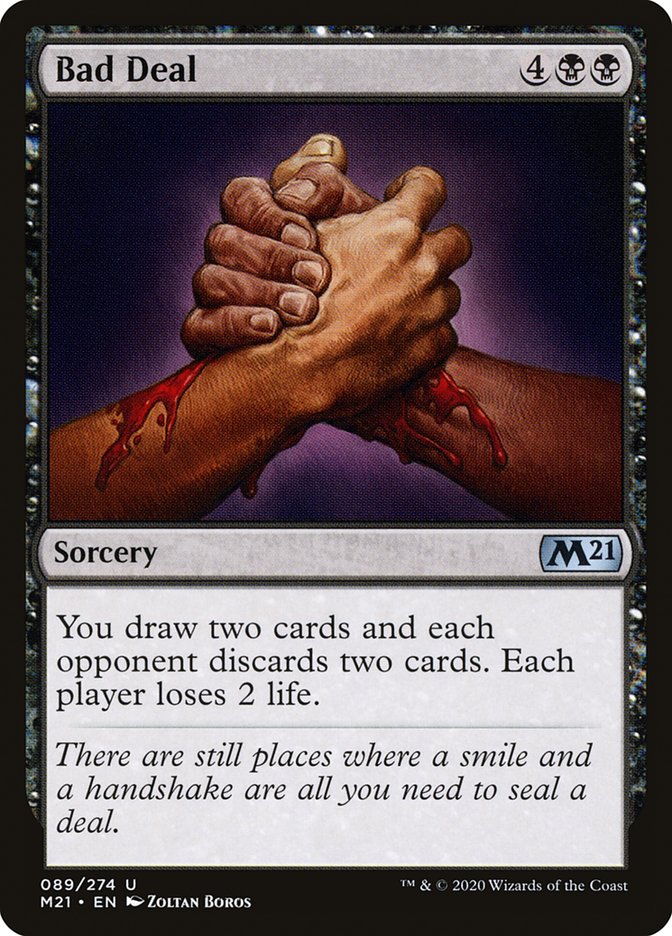 Bad Deal 4
Sorcery M21
You draw two cards and each
opponent discards two cards. Each
player loses 2 life.
There are still places where a smile and
a handshake are all you need to seal a
deal.
089/274 U ™ & © 2020 Wizards of the Coast
M21 • EN Zoltan Boros